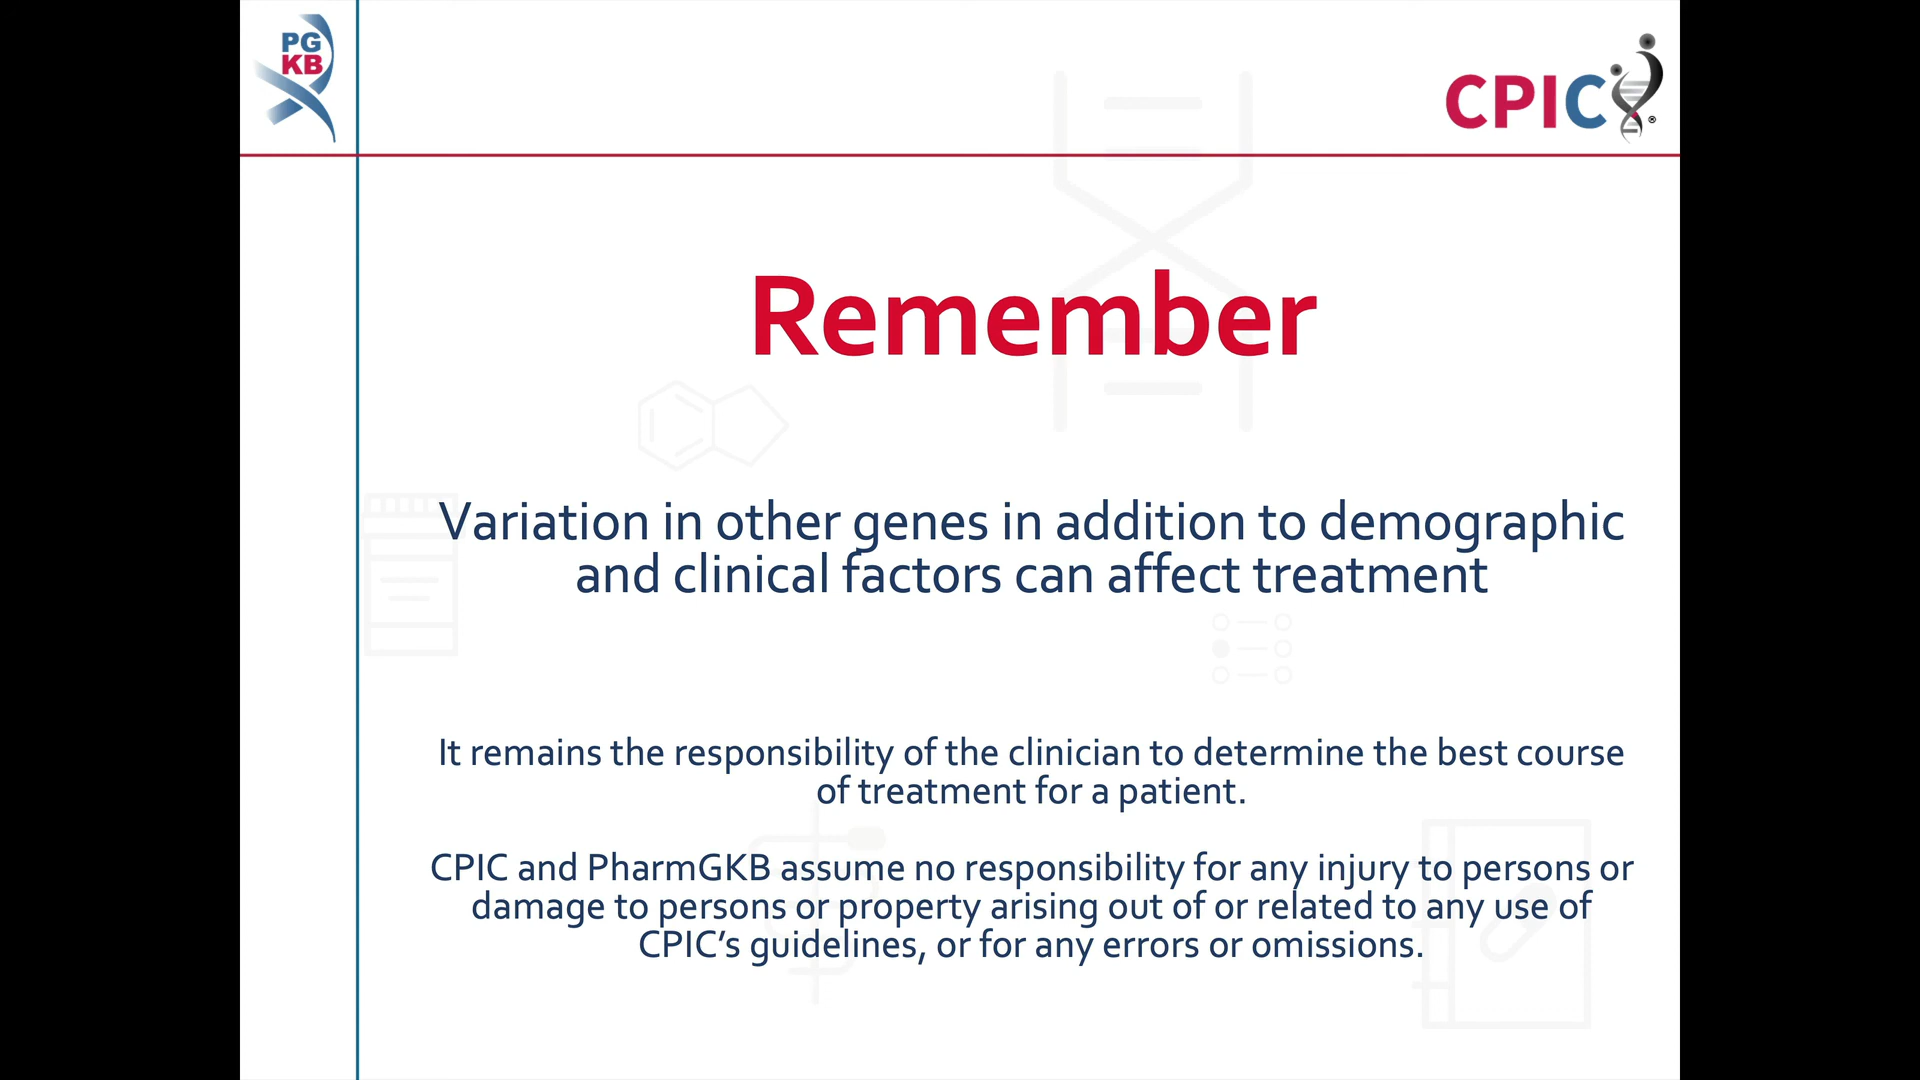 PG
KB
CPIC®
Remember
Variation in other genes in addition to demographic
and clinical factors can affect treatment
It remains the responsibility of the clinician to determine the best course
of treatment for a patient.
CPIC and PharmGKB assume no responsibility for any injury to persons or
damage to persons or property arising out of or related to any use of
CPIC’s guidelines, or for any errors or omissions.